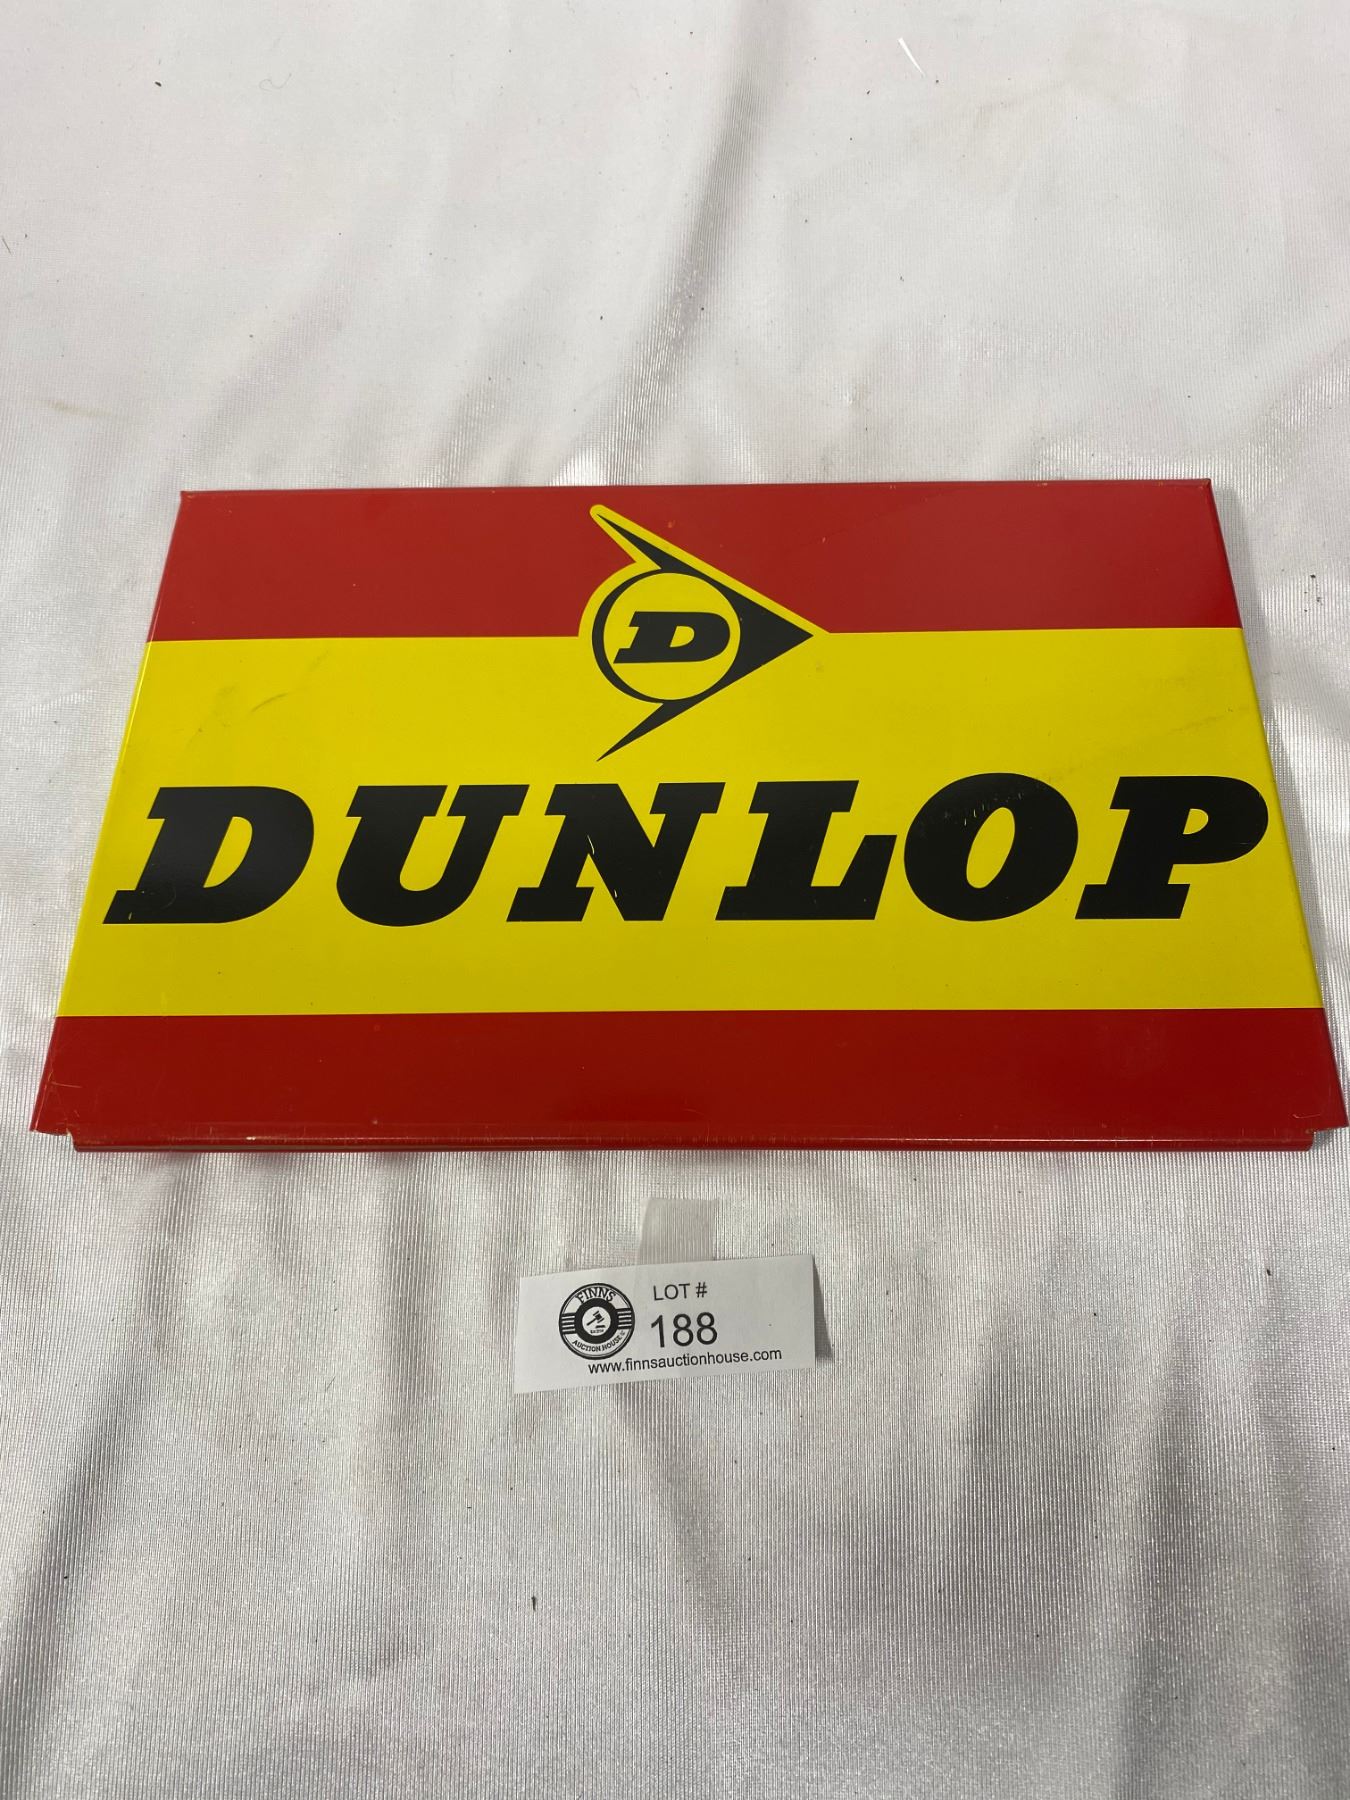 D
DUNLOP
FINNS
AUCTION HOUSE
LOT #
188
www.finnsauctionhouse.com